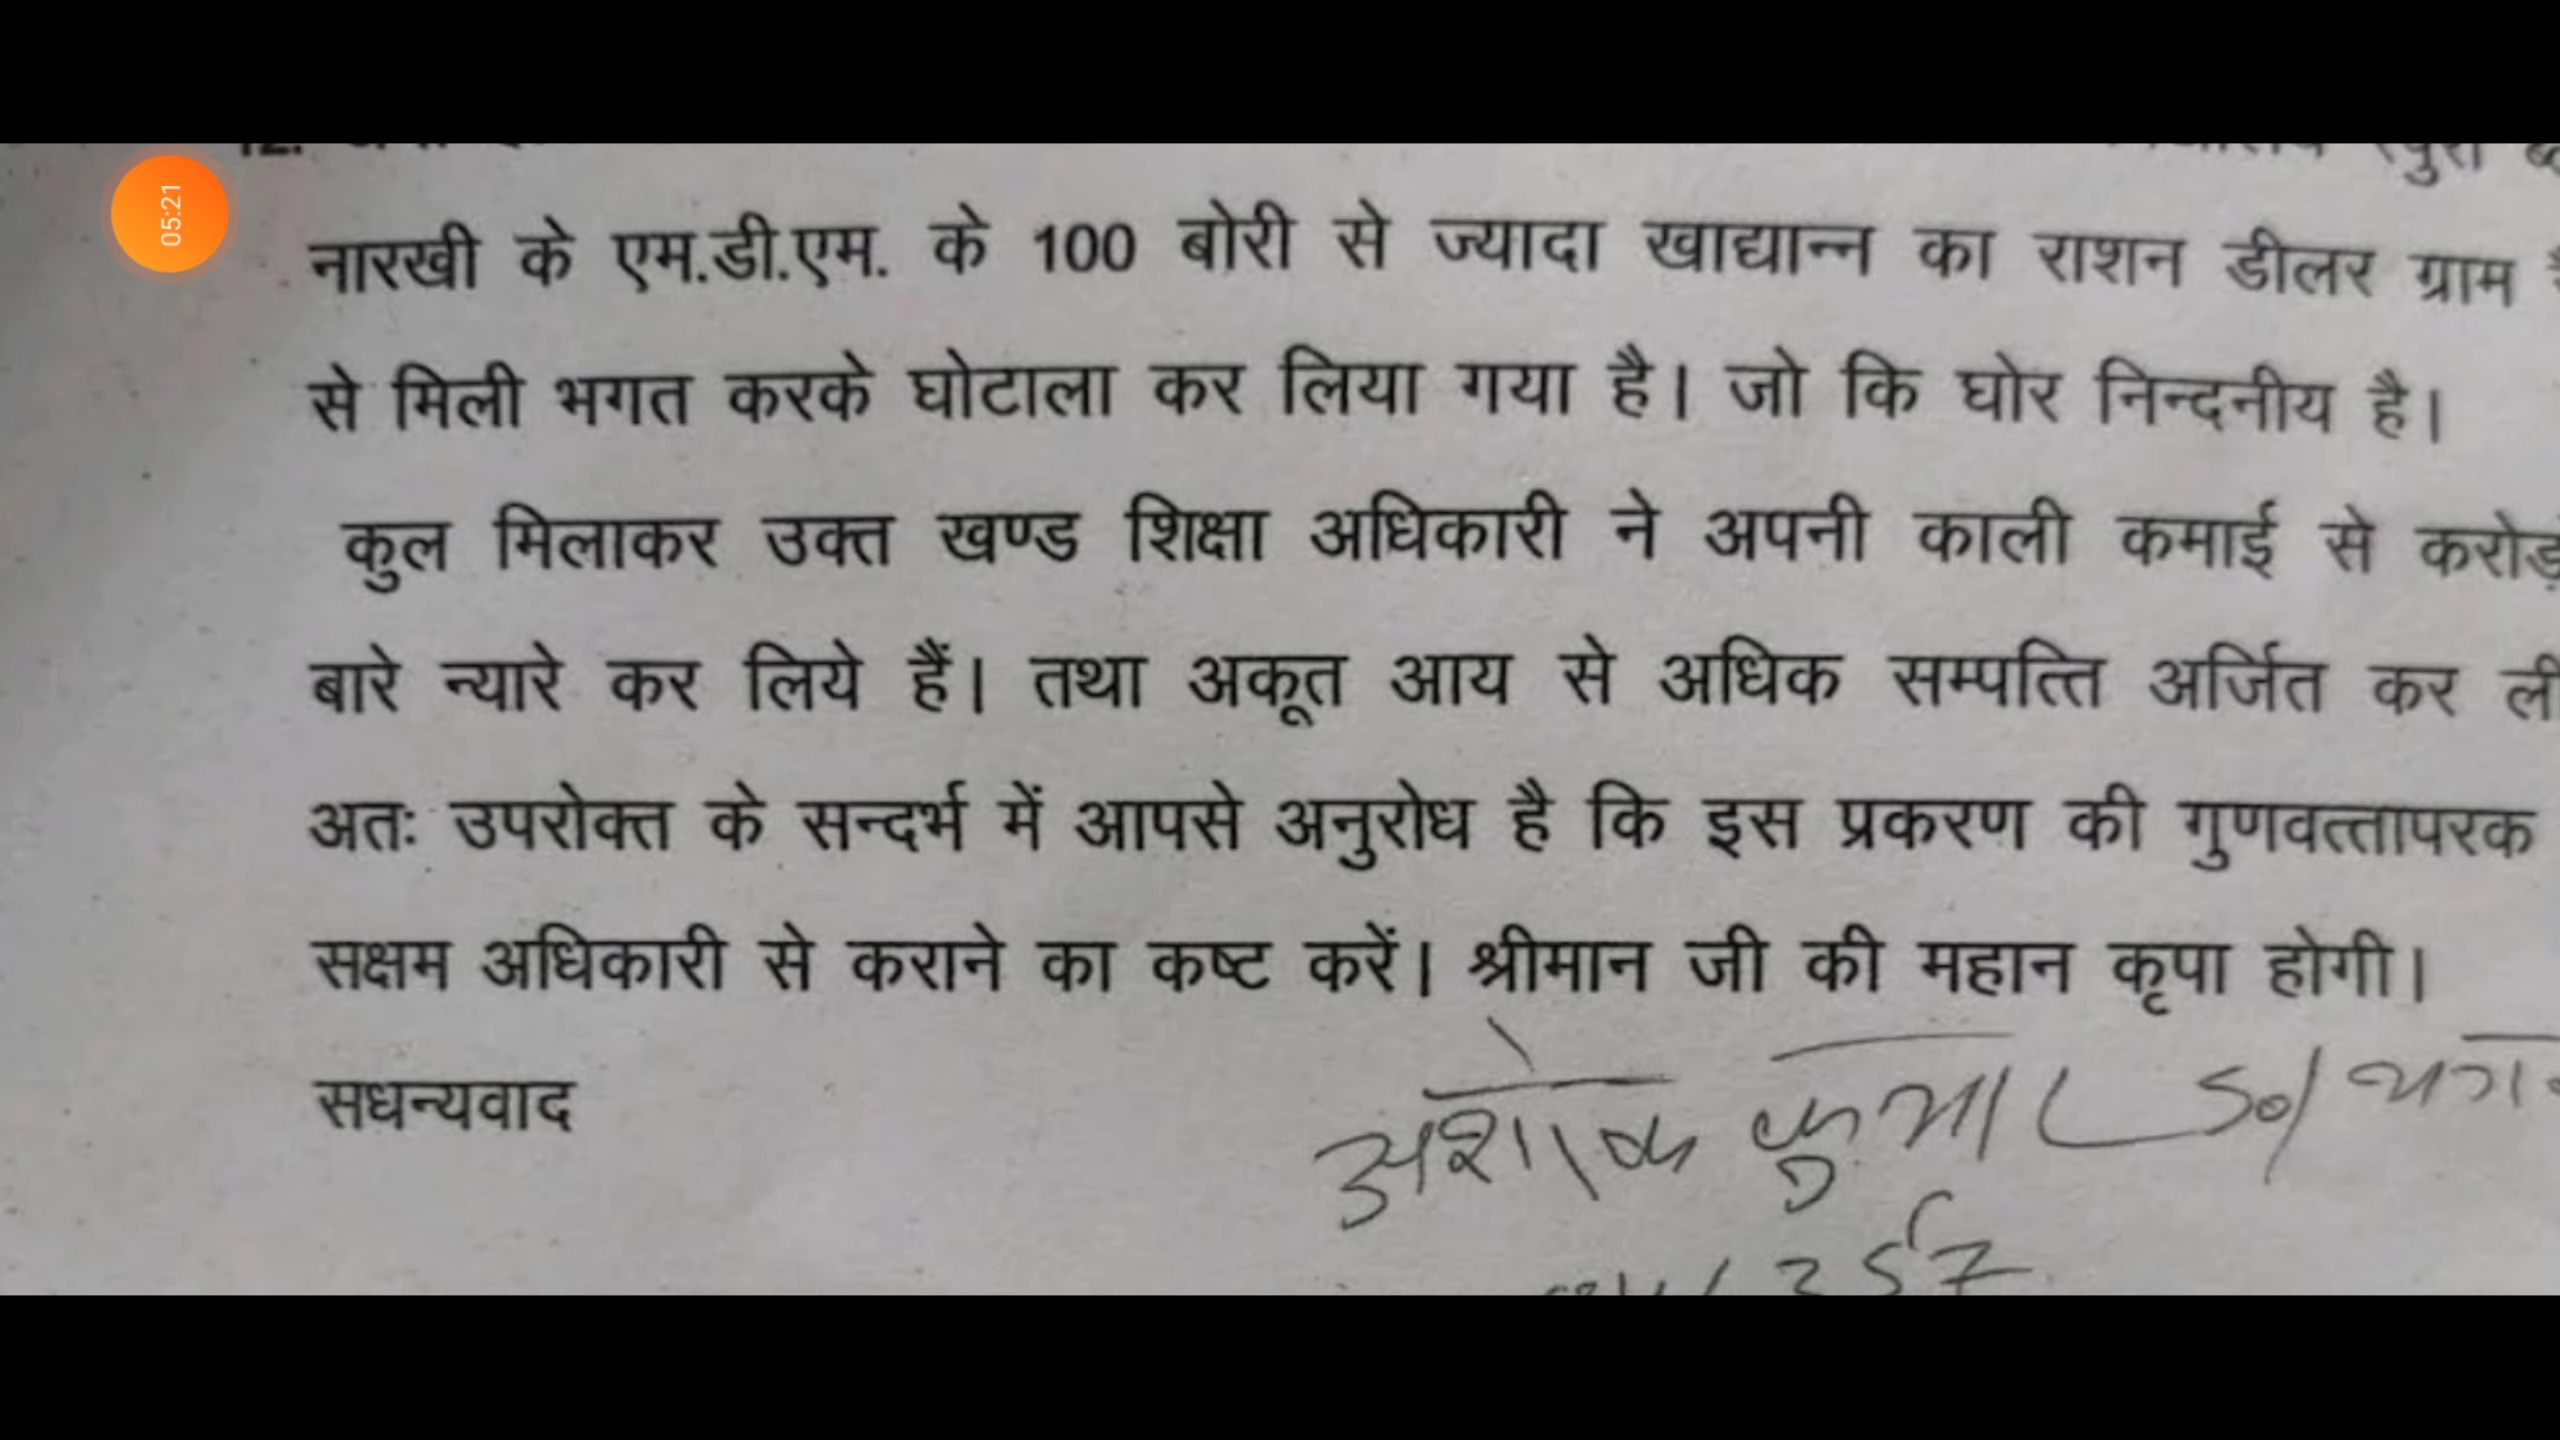 05:21
नारखी के एम.डी.एम. के 100 बोरी से ज्यादा खाद्यान्न का राशन डीलर ग्राम
से मिली भगत करके घोटाला कर लिया गया है। जो कि घोर निन्दनीय है।
कुल मिलाकर उक्त खण्ड शिक्षा अधिकारी ने अपनी काली कमाई से
बारे न्यारे कर लिये हैं। तथा अकूत आय से अधिक सम्पत्ति अर्जित कर ली
अतः उपरोक्त के सन्दर्भ में आपसे अनुरोध है कि इस प्रकरण की गुणवत्तापरक
सक्षम अधिकारी से कराने का कष्ट करें। श्रीमान जी की महान कृपा होगी।
सधन्यवाद
अशोक कुमार S०/